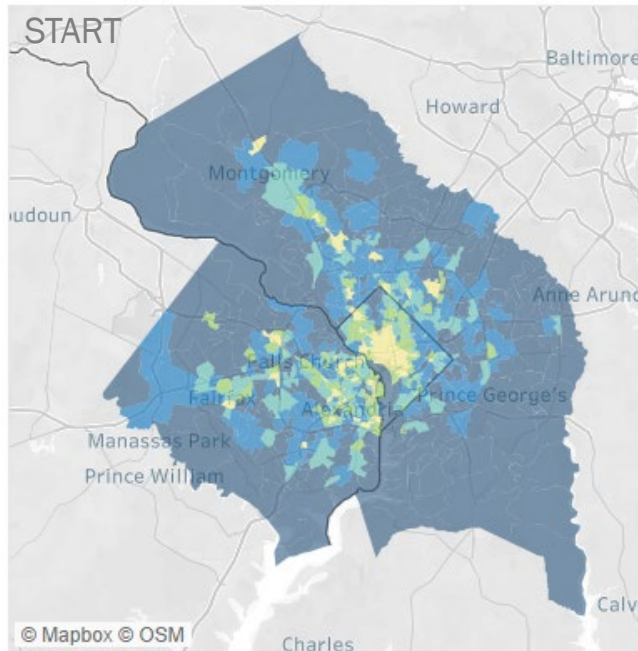 START
Baltimore
Howard
Montgomery
oudoun
Anne Arund
Falls Church
Fairfax
Alexandria
Prince George's
Manassas Park
Prince William
Calv
© Mapbox © OSM
Charles